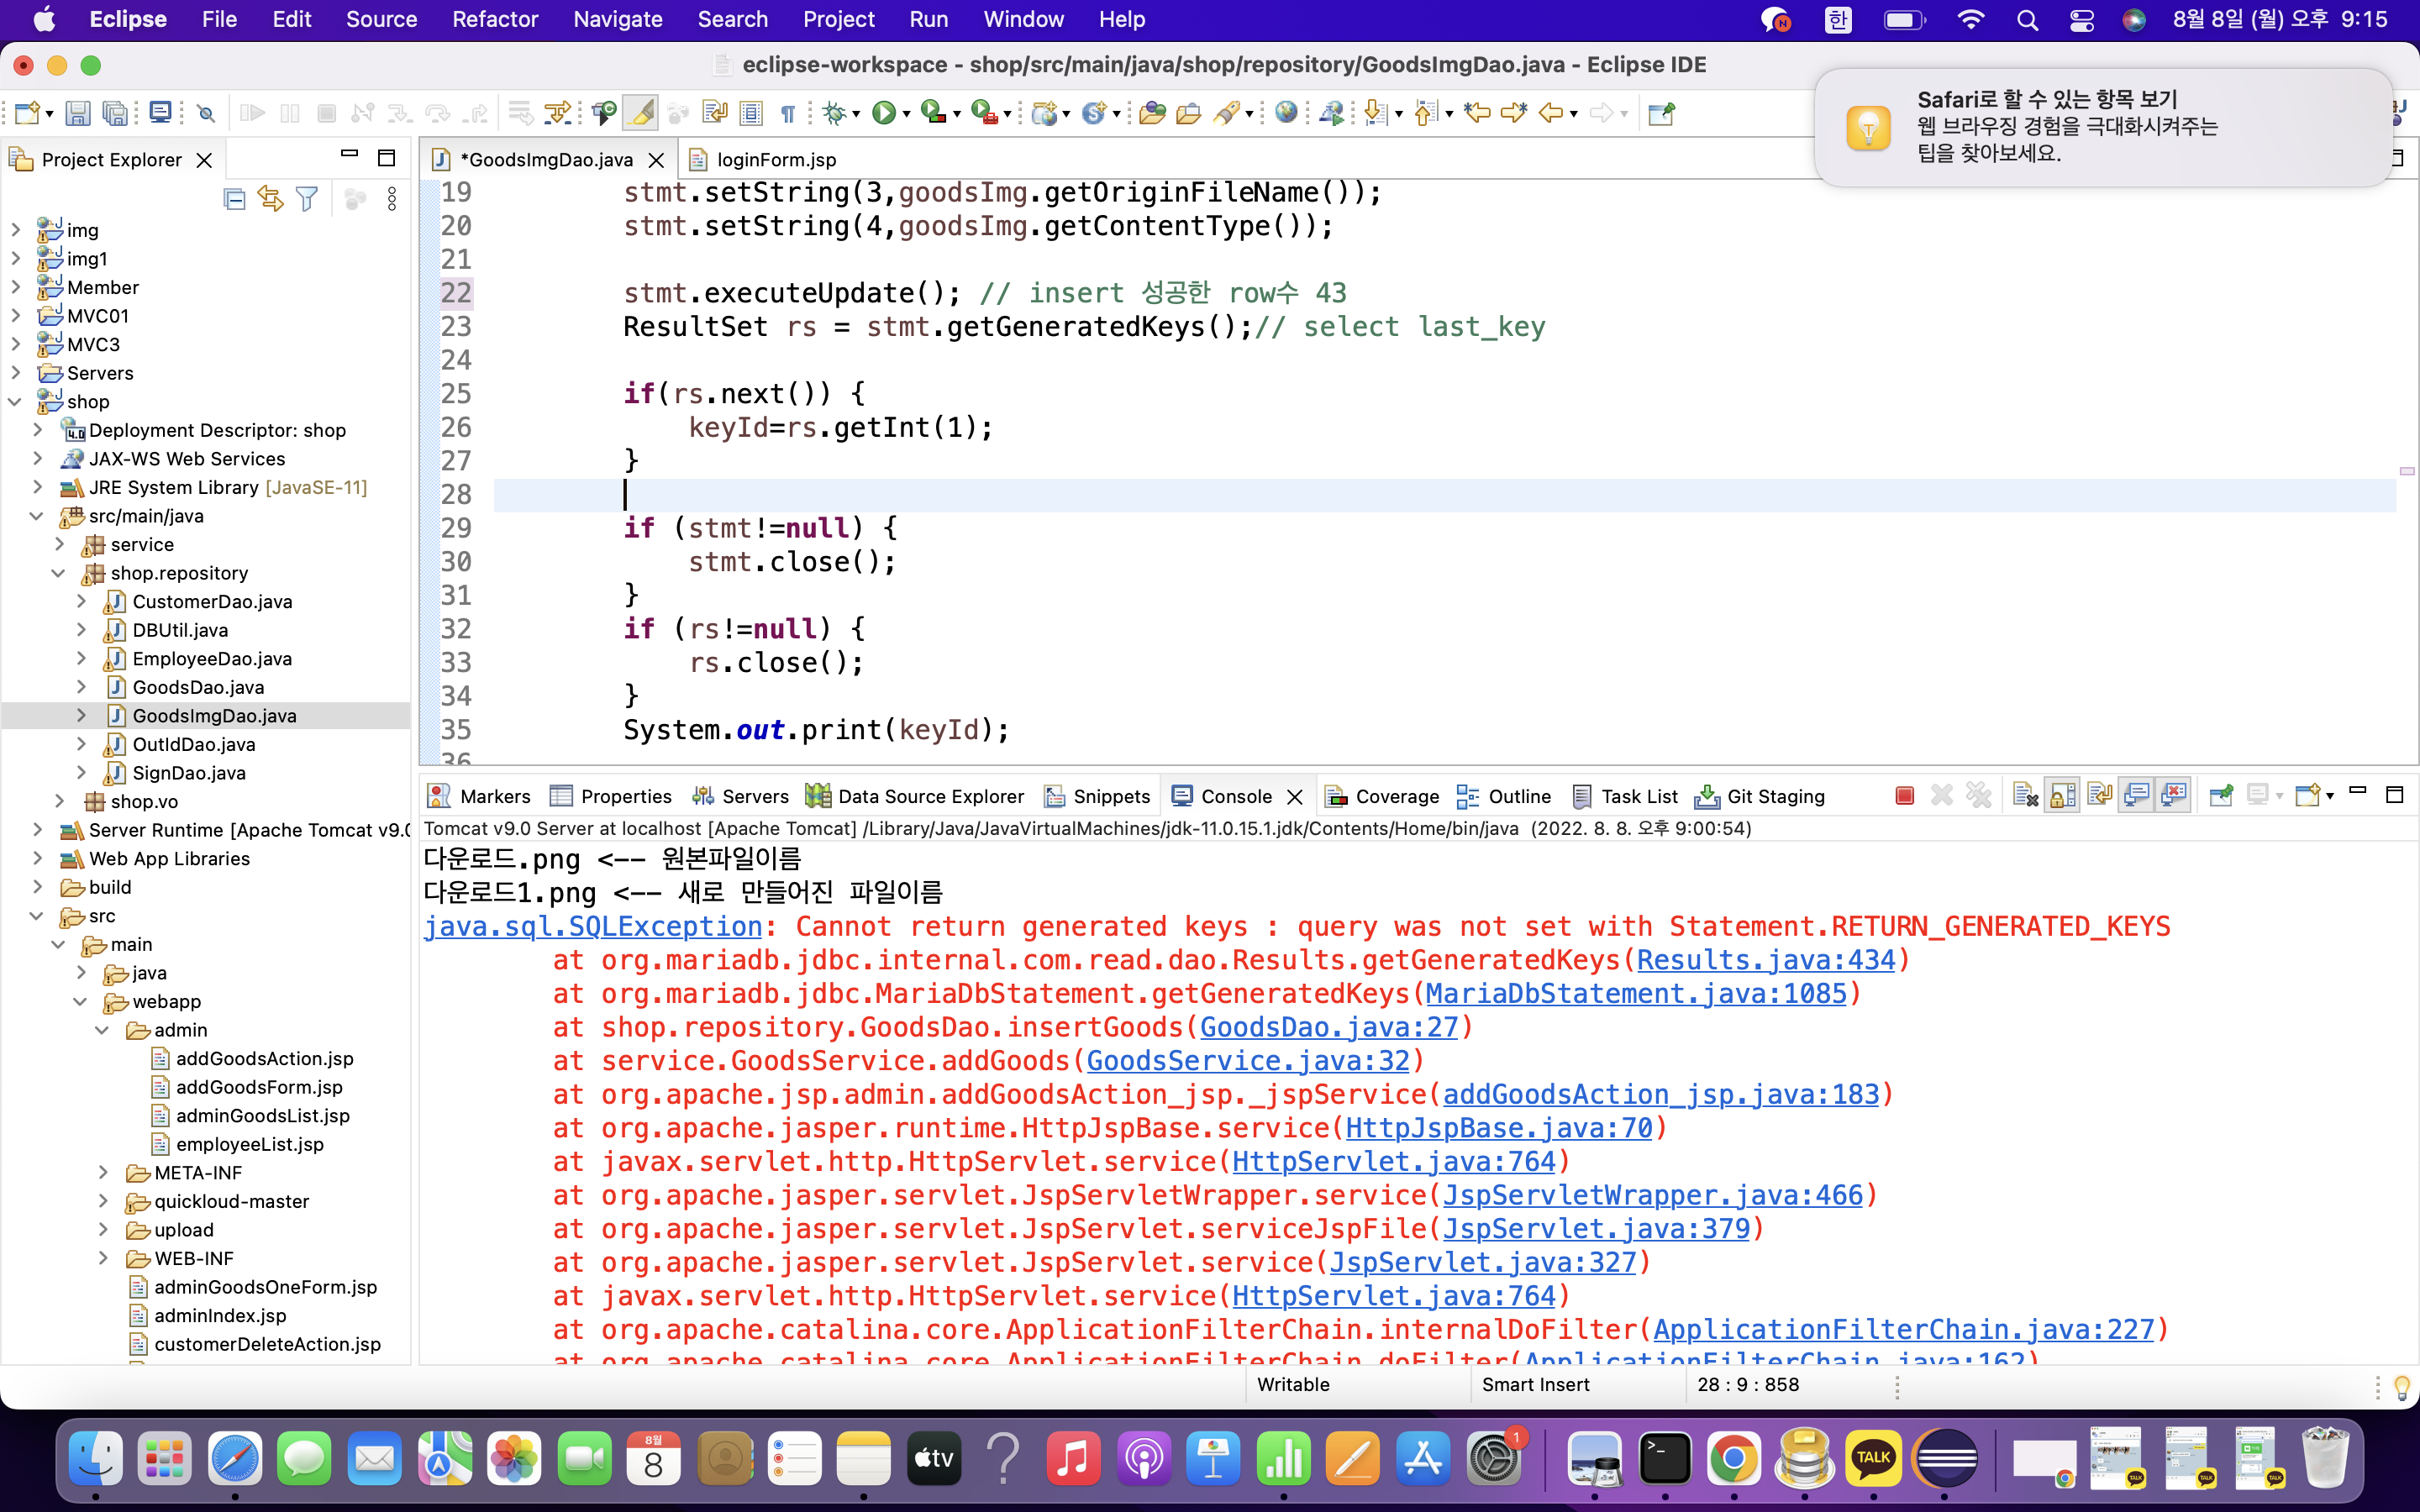 Eclipse File Edit Source Refactor Navigate Search Project Run Window Help 한 8월 8일 (월) 오후 9:15
eclipse-workspace - shop/src/main/java/shop/repository/GoodsImgDao.java - Eclipse IDE
Safari로 할 수 있는 항목 보기
웹 브라우징 경험을 극대화시켜주는
팁을 찾아보세요.
Project Explorer
img
img1
Member
MVC01
MVC3
Servers
shop
Deployment Descriptor: shop
JAX-WS Web Services
JRE System Library [JavaSE-11]
src/main/java
service
shop.repository
CustomerDao.java
DBUtil.java
EmployeeDao.java
GoodsDao.java
GoodsImgDao.java
OutIdDao.java
SignDao.java
shop.vo
Server Runtime [Apache Tomcat v9.0
Web App Libraries
build
src
main
java
webapp
admin
addGoodsAction.jsp
addGoodsForm.jsp
adminGoodsList.jsp
employeeList.jsp
META-INF
quickloud-master
upload
WEB-INF
adminGoodsOneForm.jsp
adminIndex.jsp
customerDeleteAction.jsp
*GoodsImgDao.java loginForm.jsp
19 stmt.setString(3,goodsImg.getOriginFileName());
20 stmt.setString(4,goodsImg.getContentType());
21
22 stmt.executeUpdate(); // insert 성공한 row수 43
23 ResultSet rs = stmt.getGeneratedKeys();// select last_key
24
25 if(rs.next()) {
26 keyId=rs.getInt(1);
27 }
28
29 if (stmt!=null) {
30 stmt.close();
31 }
32 if (rs!=null) {
33 rs.close();
34 }
35 System.out.print(keyId);
36
Markers Properties Servers Data Source Explorer Snippets Console Coverage Outline Task List Git Staging
Tomcat v9.0 Server at localhost [Apache Tomcat] /Library/Java/JavaVirtualMachines/jdk-11.0.15.1.jdk/Contents/Home/bin/java (2022. 8. 8. 오후 9:00:54)
다운로드.png <-- 원본파일이름
다운로드1.png <-- 새로 만들어진 파일이름
java.sql.SQLException: Cannot return generated keys : query was not set with Statement.RETURN_GENERATED_KEYS
at org.mariadb.jdbc.internal.com.read.dao.Results.getGeneratedKeys(Results.java:434)
at org.mariadb.jdbc.MariaDbStatement.getGeneratedKeys(MariaDbStatement.java:1085)
at shop.repository.GoodsDao.insertGoods(GoodsDao.java:27)
at service.GoodsService.addGoods(GoodsService.java:32)
at org.apache.jsp.admin.addGoodsAction_jsp._jspService(addGoodsAction_jsp.java:183)
at org.apache.jasper.runtime.HttpJspBase.service(HttpJspBase.java:70)
at javax.servlet.http.HttpServlet.service(HttpServlet.java:764)
at org.apache.jasper.servlet.JspServletWrapper.service(JspServletWrapper.java:466)
at org.apache.jasper.servlet.JspServlet.serviceJspFile(JspServlet.java:379)
at org.apache.jasper.servlet.JspServlet.service(JspServlet.java:327)
at javax.servlet.http.HttpServlet.service(HttpServlet.java:764)
at org.apache.catalina.core.ApplicationFilterChain.internalDoFilter(ApplicationFilterChain.java:227)
at org.apache.catalina.core.ApplicationFilterChain.doFilter(ApplicationFilterChain.java:162)
Writable Smart Insert 28 : 9 : 858
8월
8
tv
1
TALK